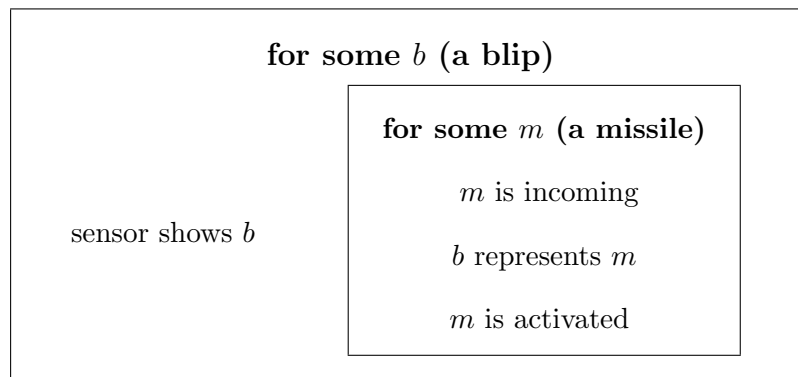 for some b (a blip)
for some m (a missile)
m is incoming
sensor shows b
b represents m
m is activated